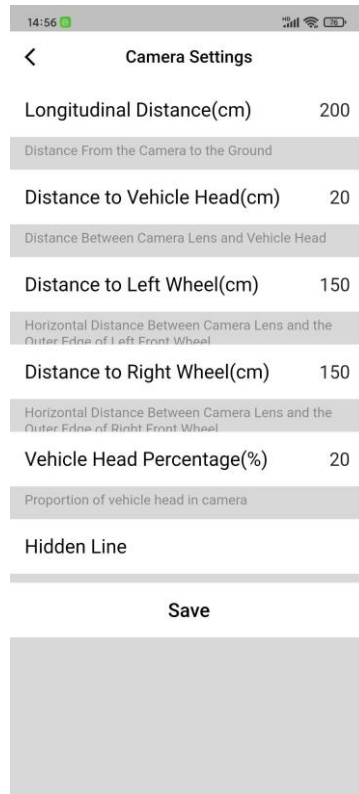 14:56
HD
76
Camera Settings
Longitudinal Distance(cm) 200
Distance From the Camera to the Ground
Distance to Vehicle Head(cm) 20
Distance Between Camera Lens and Vehicle Head
Distance to Left Wheel(cm) 150
Horizontal Distance Between Camera Lens and the
Outer Edge of Left Front Wheel
Distance to Right Wheel(cm) 150
Horizontal Distance Between Camera Lens and the
Outer Edge of Right Front Wheel
Vehicle Head Percentage(%) 20
Proportion of vehicle head in camera
Hidden Line
Save